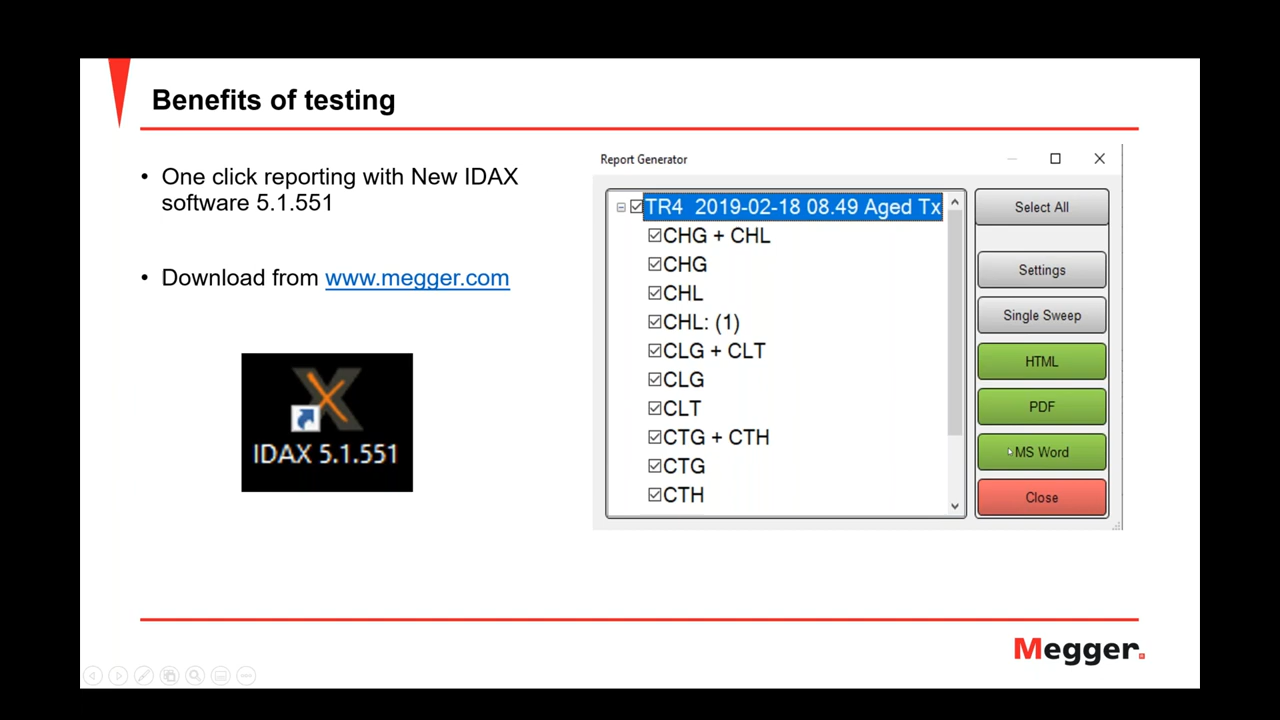 Benefits of testing
• One click reporting with New IDAX
software 5.1.551
• Download from www.megger.com
IDAX 5.1.551
Report Generator
TR4 2019-02-18 08.49 Aged Tx
CHG + CHL
CHG
CHL
CHL: (1)
CLG + CLT
CLG
CLT
CTG + CTH
CTG
CTH
Select All
Settings
Single Sweep
HTML
PDF
MS Word
Close
Megger.